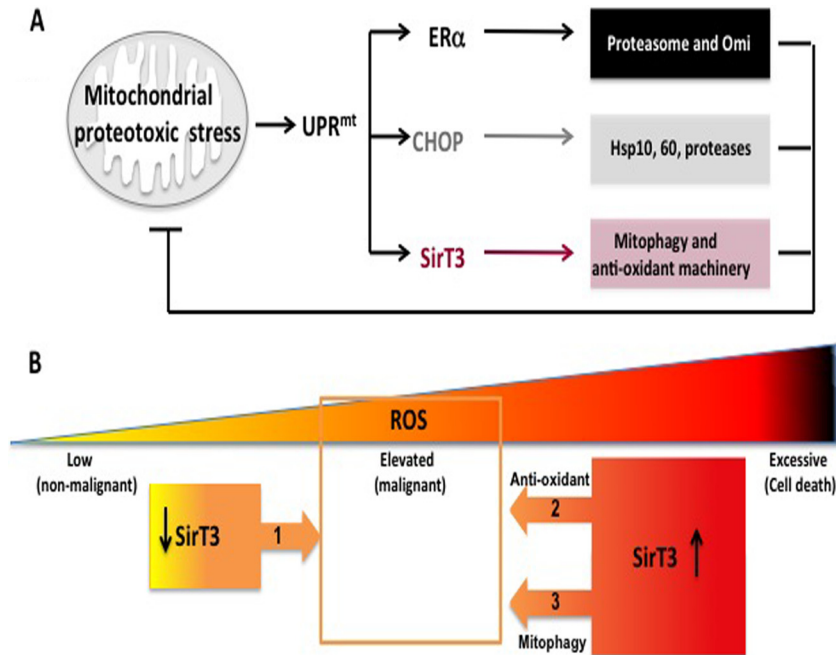 A
Mitochondrial
proteotoxic stress
UPRmt
ERα
CHOP
SirT3
Proteasome and Omi
Hsp10, 60, proteases
Mitophagy and
anti-oxidant machinery
B
ROS
Low
(non-malignant)
Elevated
(malignant)
Excessive
(Cell death)
SirT3
1
Anti-oxidant
2
3
Mitophagy
SirT3